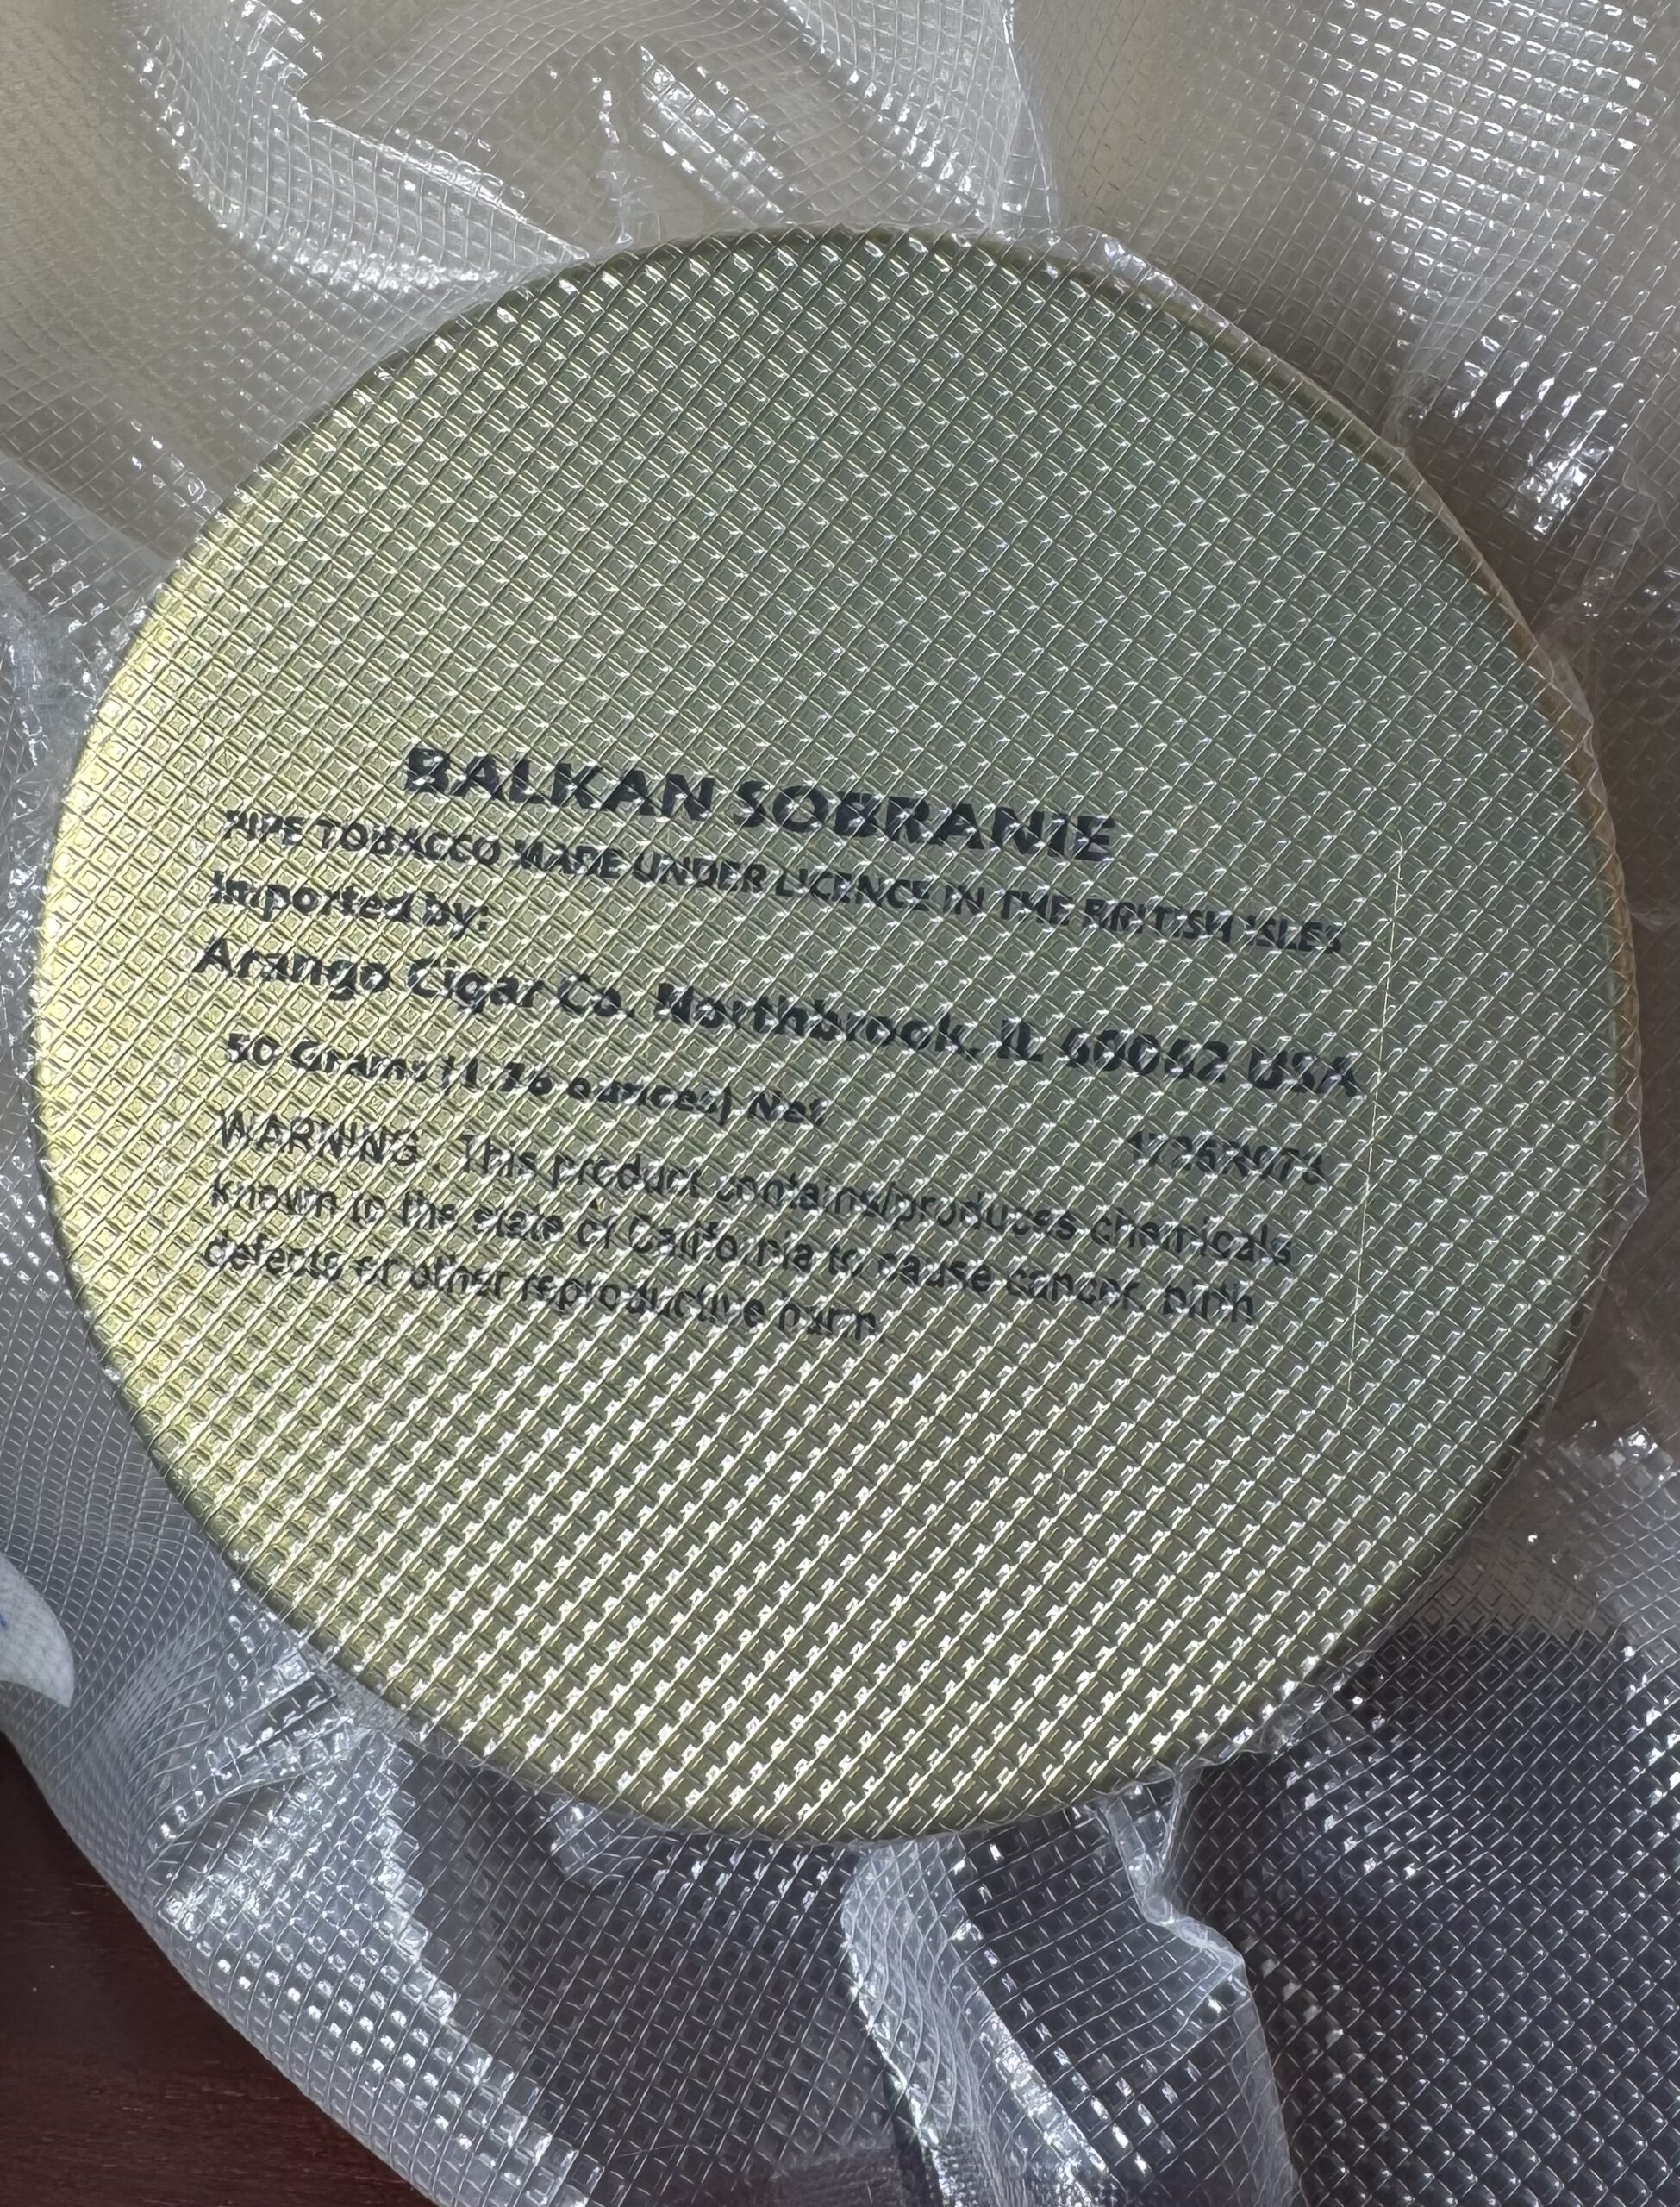 BALKAN SOBRANIE
PIPE TOBACCO MADE UNDER LICENCE IN THE BRITISH ISLES
Imported by:
Arango Cigar Co. Northbrook, IL 60062 USA
50 Grams (1.76 ounces) Net
WARNING: This product contains/produces chemicals
known to the state of California to cause cancer, birth
defects or other reproductive harm.